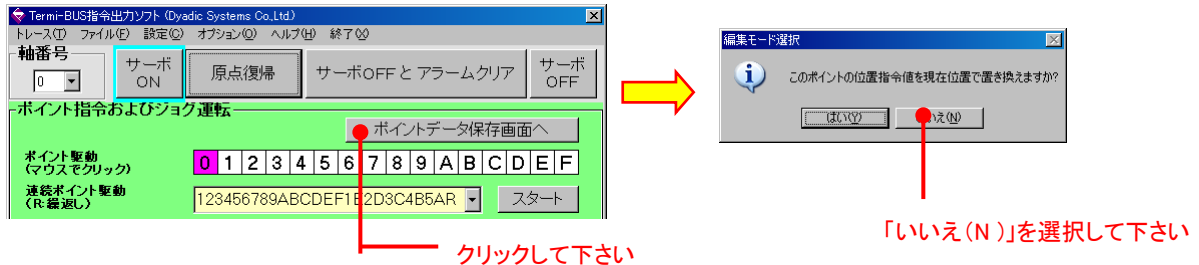 Termi-BUS指令出力ソフト (Dyadic Systems Co.,Ltd.)
トレース(T) ファイル(F) 設定(C) オプション(O) ヘルプ(H) 終了(X)
軸番号
0
サーボ
ON
原点復帰
サーボOFFとアラームクリア
サーボ
OFF
ポイント指令およびジョグ運転
ポイントデータ保存画面へ
ポイント駆動
(マウスでクリック)
0 1 2 3 4 5 6 7 8 9 A B C D E F
連続ポイント駆動
(R:繰返し)
123456789ABCDEF1E2D3C4B5AR
スタート
クリックして下さい
編集モード選択
このポイントの位置指令値を現在位置で置き換えますか?
はい(Y)
いいえ(N)
「いいえ(N )」を選択して下さい